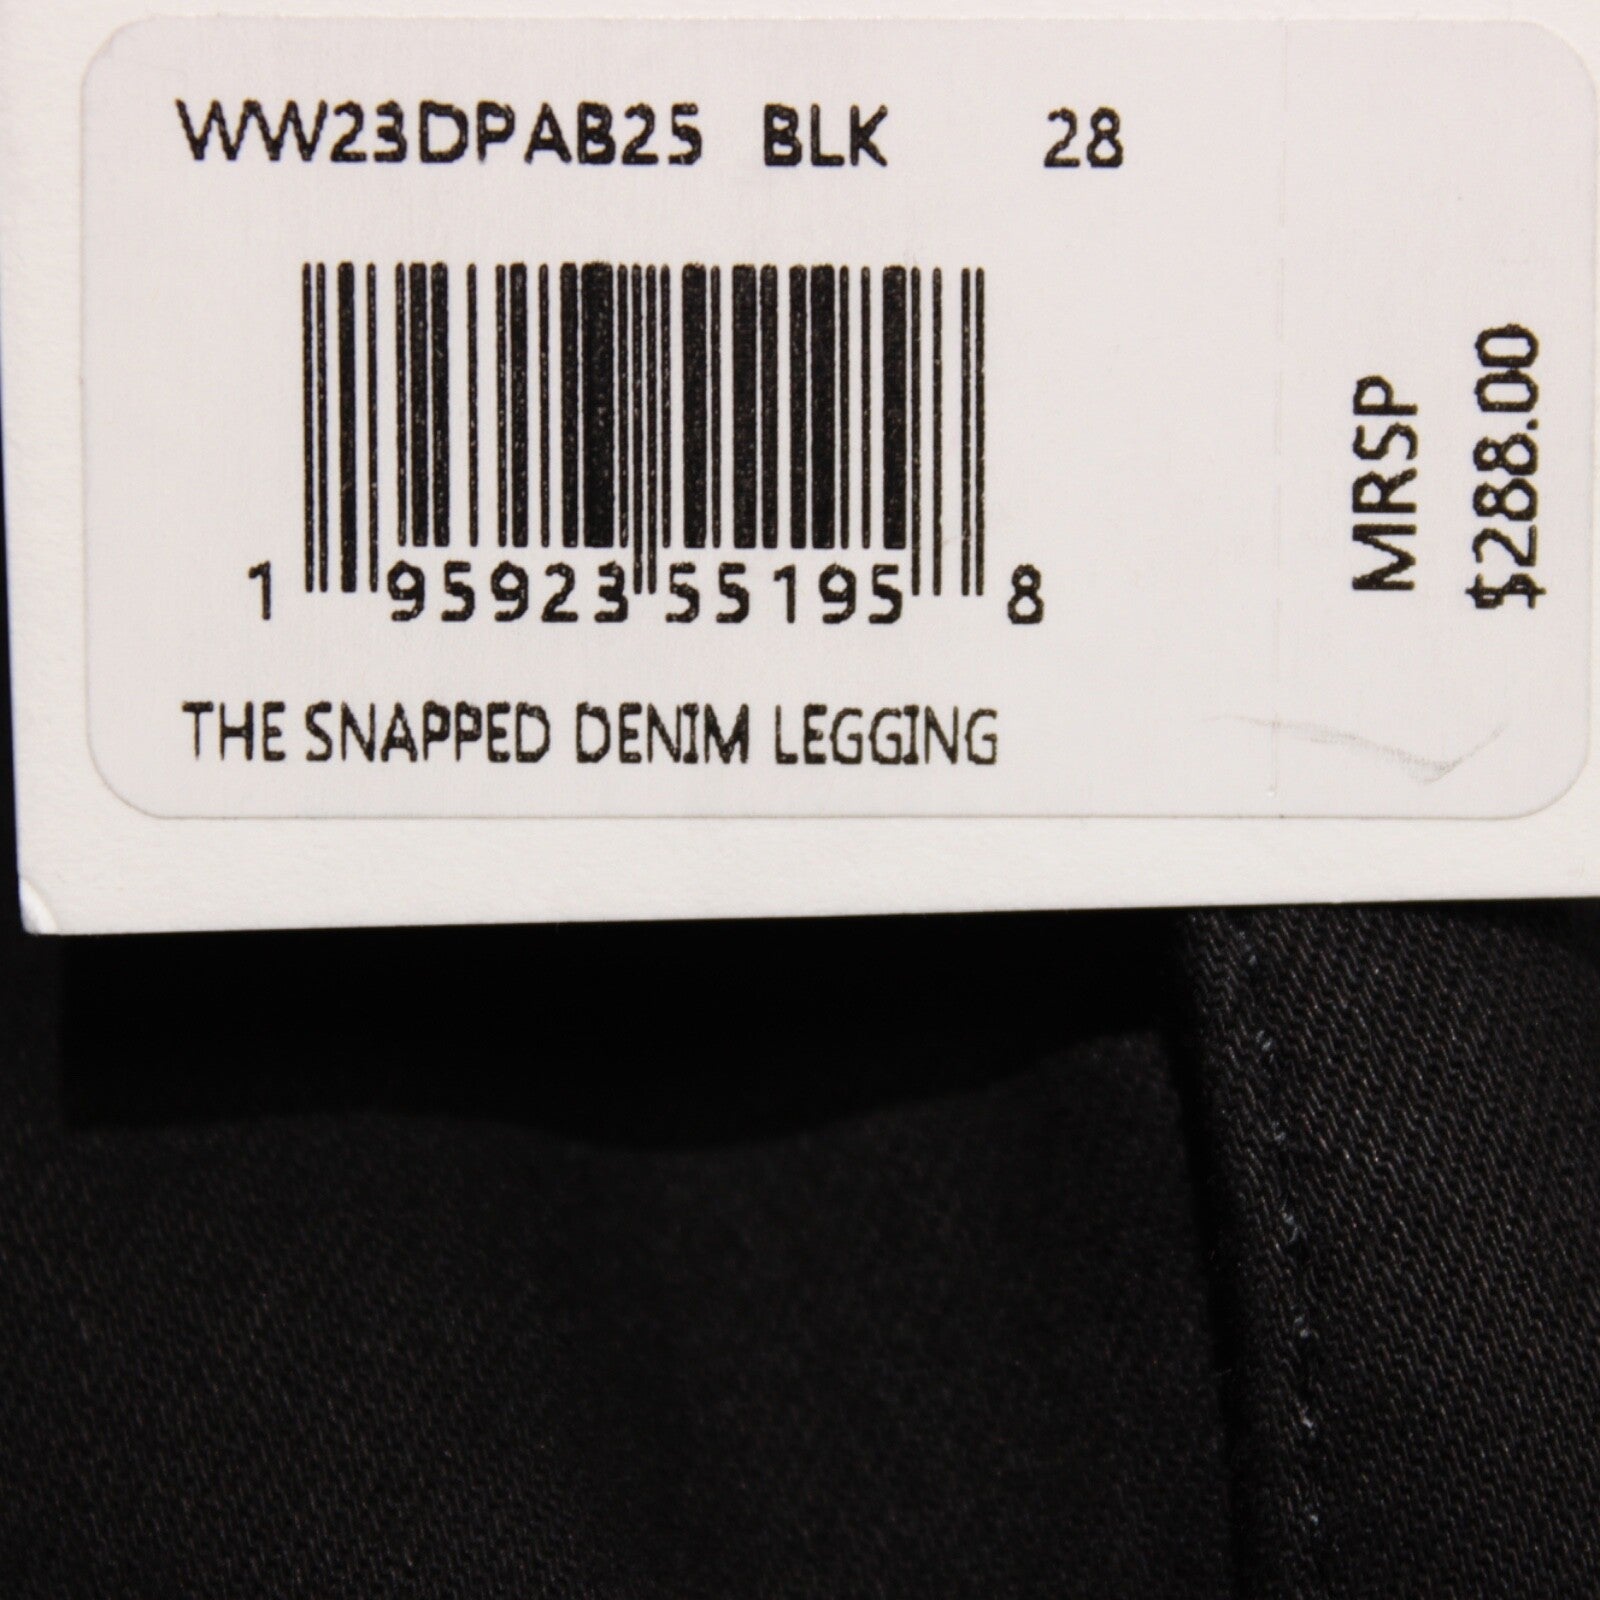 WW23DPAB25 BLK 28
1 95923 55195 8
THE SNAPPED DENIM LEGGING
MRSP
$288.00